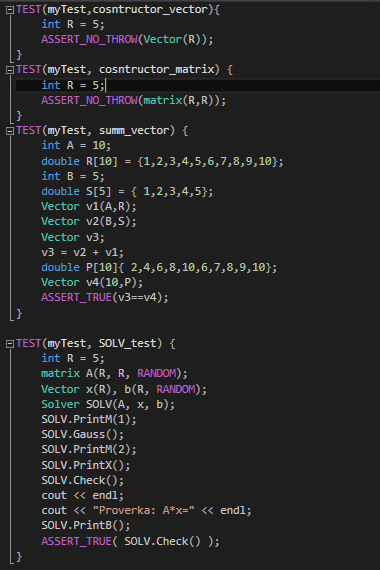 TEST(myTest,cosntructor_vector){
int R = 5;
ASSERT_NO_THROW(Vector(R));
}
TEST(myTest, cosntructor_matrix) {
int R = 5;
ASSERT_NO_THROW(matrix(R,R));
}
TEST(myTest, summ_vector) {
int A = 10;
double R[10] = {1,2,3,4,5,6,7,8,9,10};
int B = 5;
double S[5] = { 1,2,3,4,5};
Vector v1(A,R);
Vector v2(B,S);
Vector v3;
v3 = v2 + v1;
double P[10]{ 2,4,6,8,10,6,7,8,9,10};
Vector v4(10,P);
ASSERT_TRUE(v3==v4);
}
TEST(myTest, SOLV_test) {
int R = 5;
matrix A(R, R, RANDOM);
Vector x(R), b(R, RANDOM);
Solver SOLV(A, x, b);
SOLV.PrintM(1);
SOLV.Gauss();
SOLV.PrintM(2);
SOLV.PrintX();
SOLV.Check();
cout << endl;
cout << "Proverka: A*x=" << endl;
SOLV.PrintB();
ASSERT_TRUE( SOLV.Check() );
}